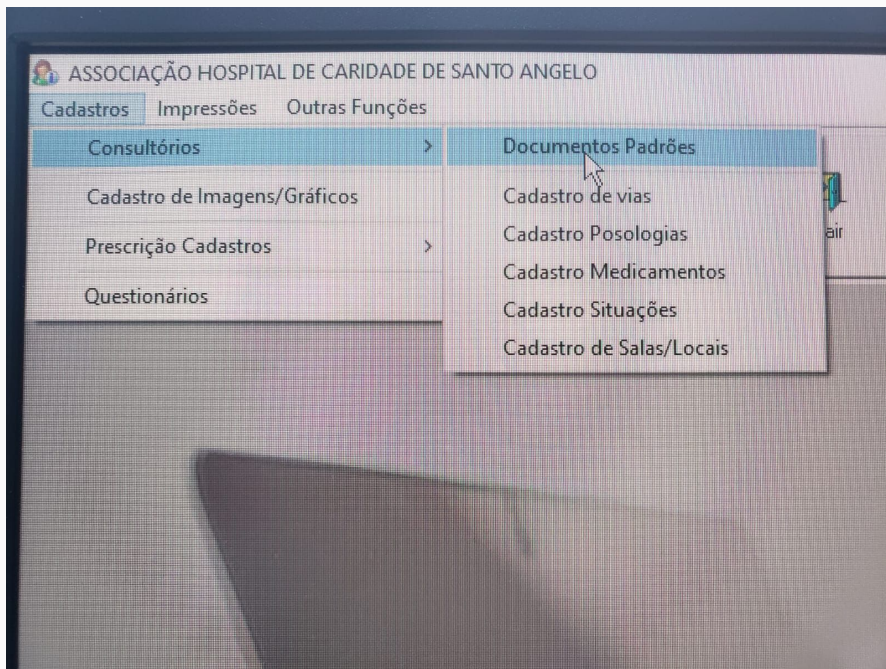 ASSOCIAÇÃO HOSPITAL DE CARIDADE DE SANTO ANGELO
Cadastros Impressões Outras Funções
Consultórios
Cadastro de Imagens/Gráficos
Prescrição Cadastros
Questionários
Documentos Padrões
Cadastro de vias
Cadastro Posologias
Cadastro Medicamentos
Cadastro Situações
Cadastro de Salas/Locais
air